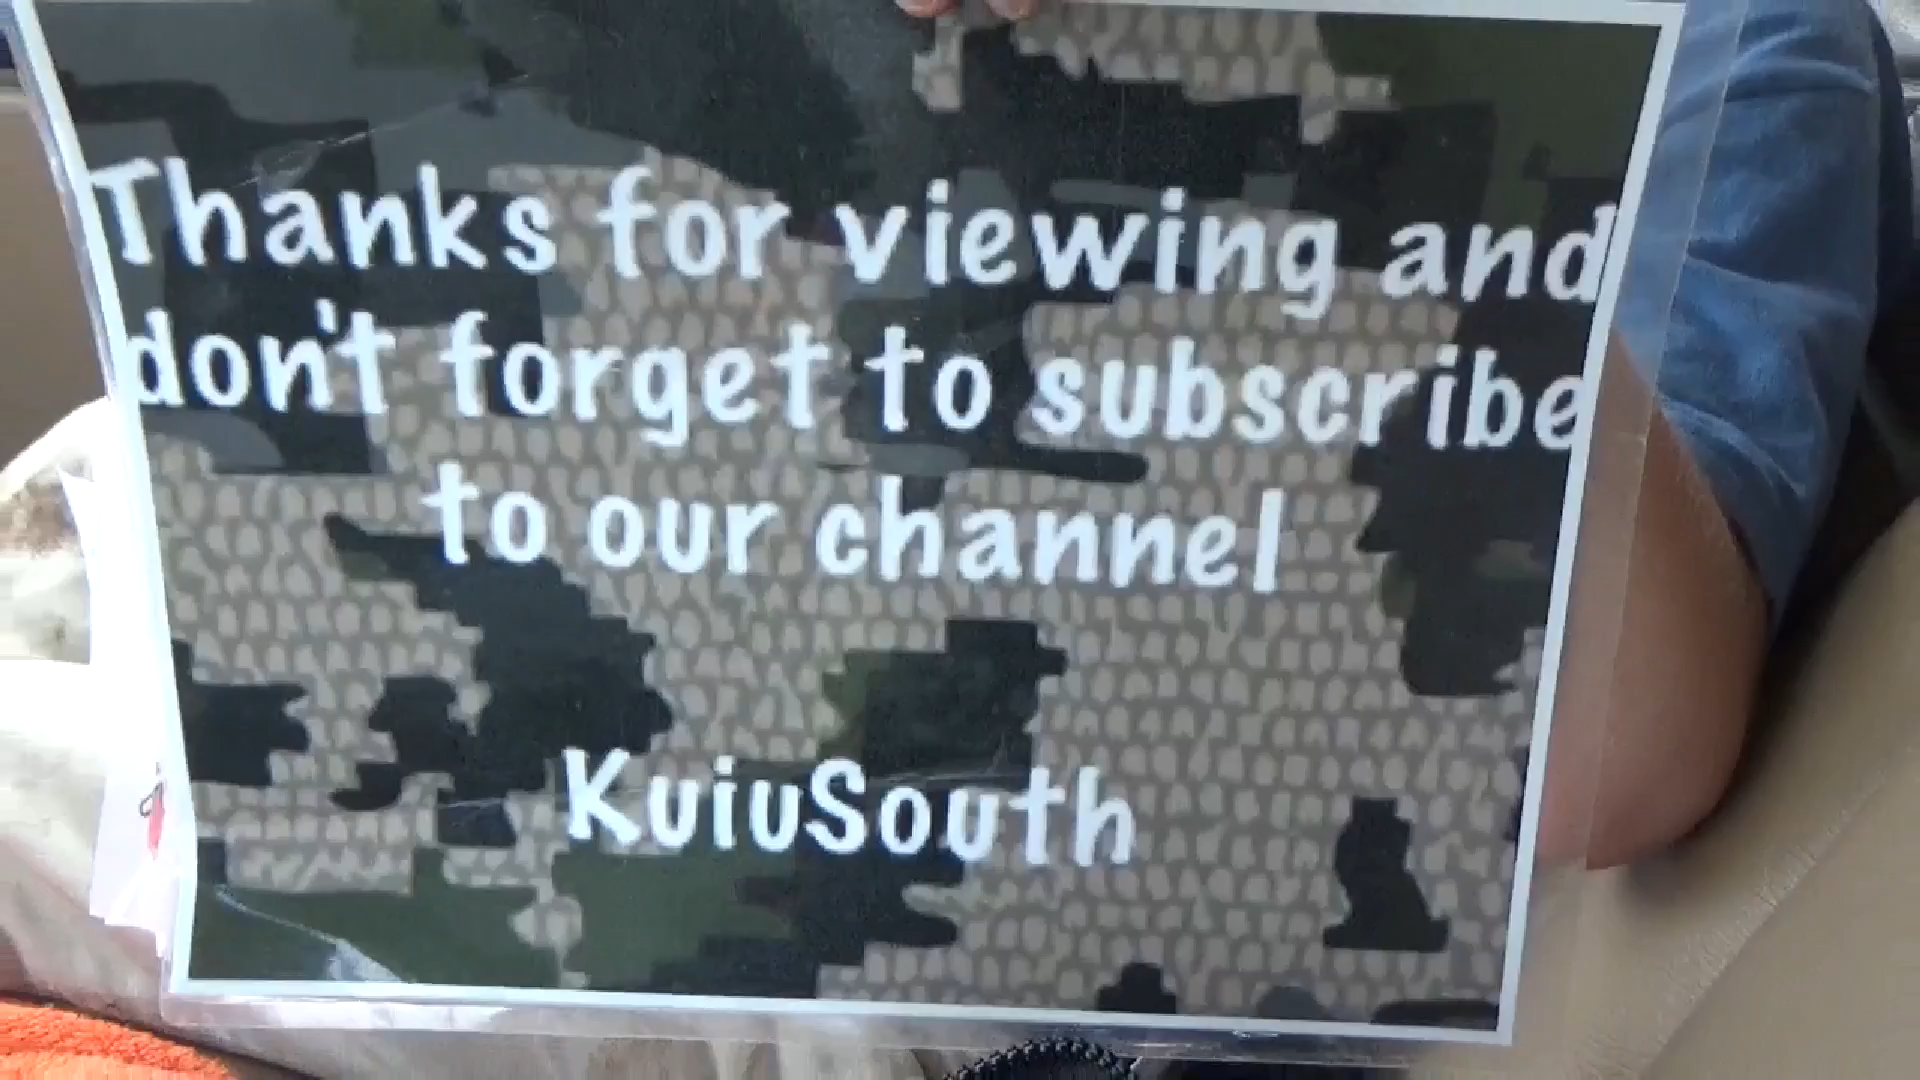 Thanks for viewing and
don't forget to subscribe
to our channel
KuiuSouth